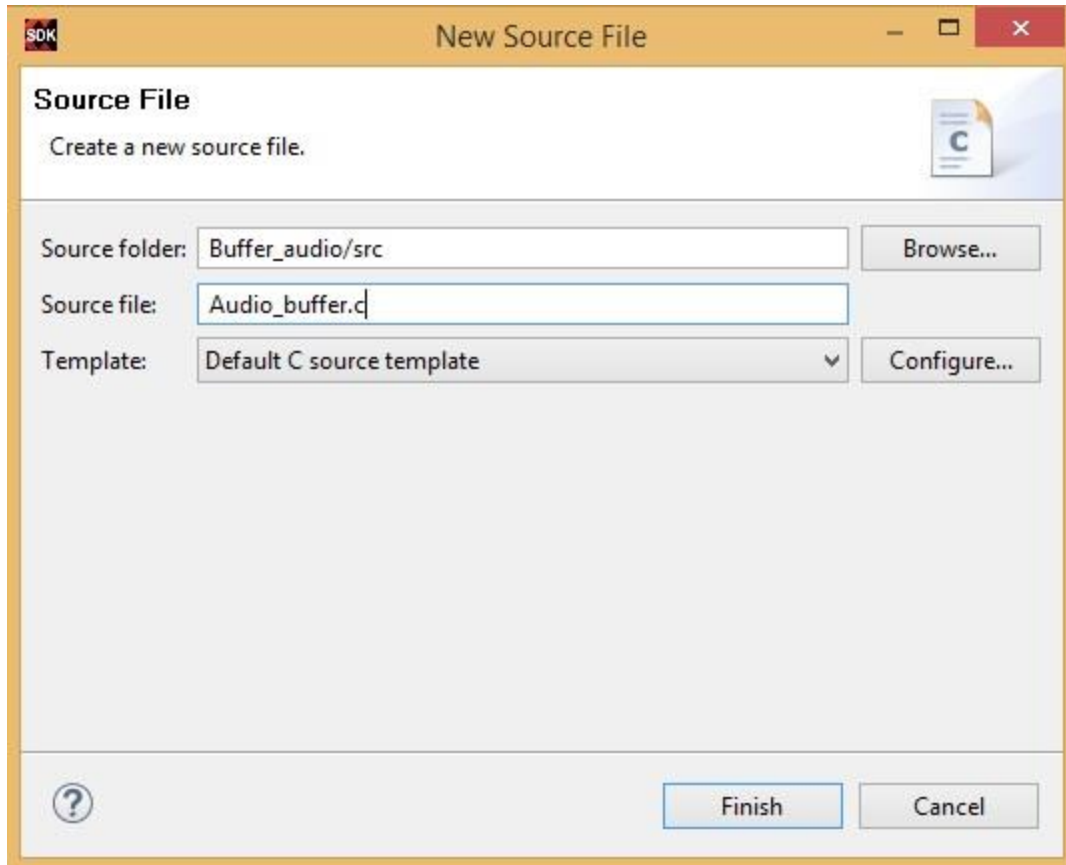 SDK
New Source File
Source File
Create a new source file.
C
Source folder: Buffer_audio/src Browse...
Source file: Audio_buffer.c
Template: Default C source template Configure...
?
Finish Cancel